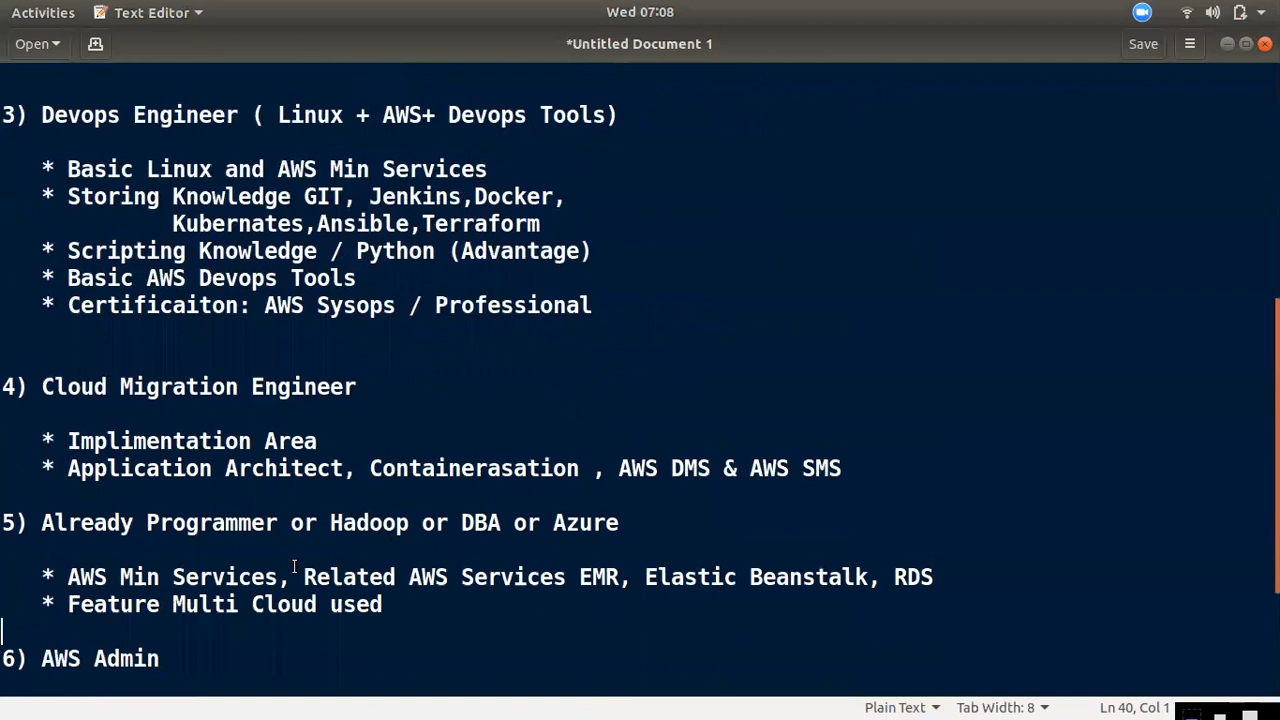 Activities Text Editor Wed 07:08
Open *Untitled Document 1 Save
3) Devops Engineer ( Linux + AWS+ Devops Tools)
* Basic Linux and AWS Min Services
* Storing Knowledge GIT, Jenkins,Docker,
Kubernates,Ansible,Terraform
* Scripting Knowledge / Python (Advantage)
* Basic AWS Devops Tools
* Certificaiton: AWS Sysops / Professional
4) Cloud Migration Engineer
* Implimentation Area
* Application Architect, Containerasation , AWS DMS & AWS SMS
5) Already Programmer or Hadoop or DBA or Azure
* AWS Min Services, Related AWS Services EMR, Elastic Beanstalk, RDS
* Feature Multi Cloud used
6) AWS Admin
Plain Text Tab Width: 8 Ln 40, Col 1